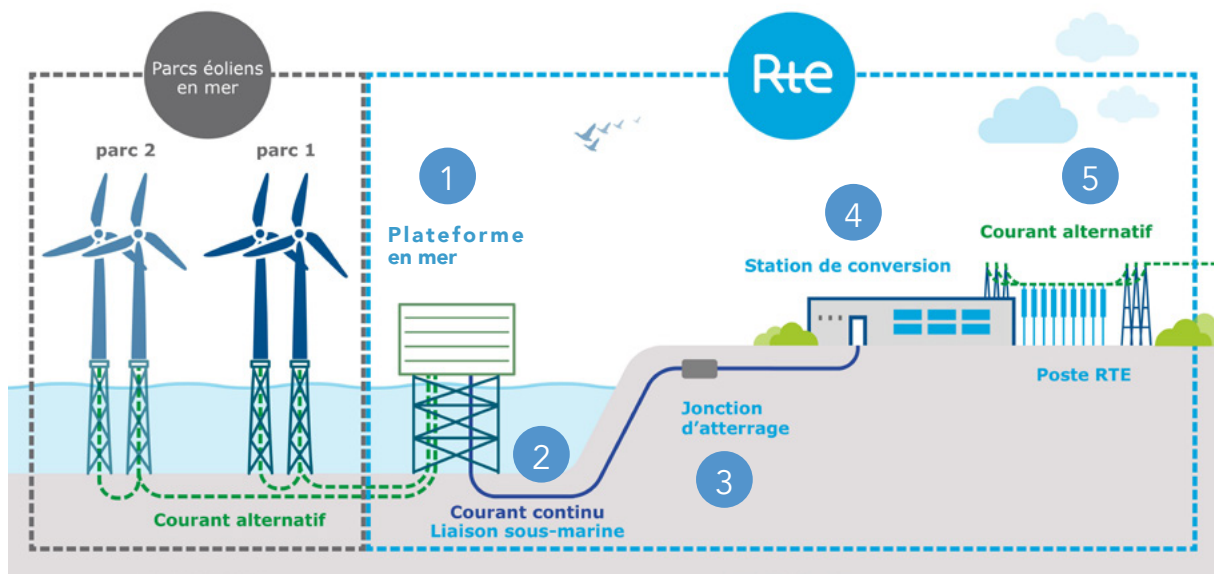 Parcs éoliens
en mer
Rte
parc 2
parc 1
1
Plateforme
en mer
2
Courant alternatif
Courant continu
Liaison sous-marine
Jonction
d'atterrage
3
4
Station de conversion
5
Courant alternatif
Poste RTE